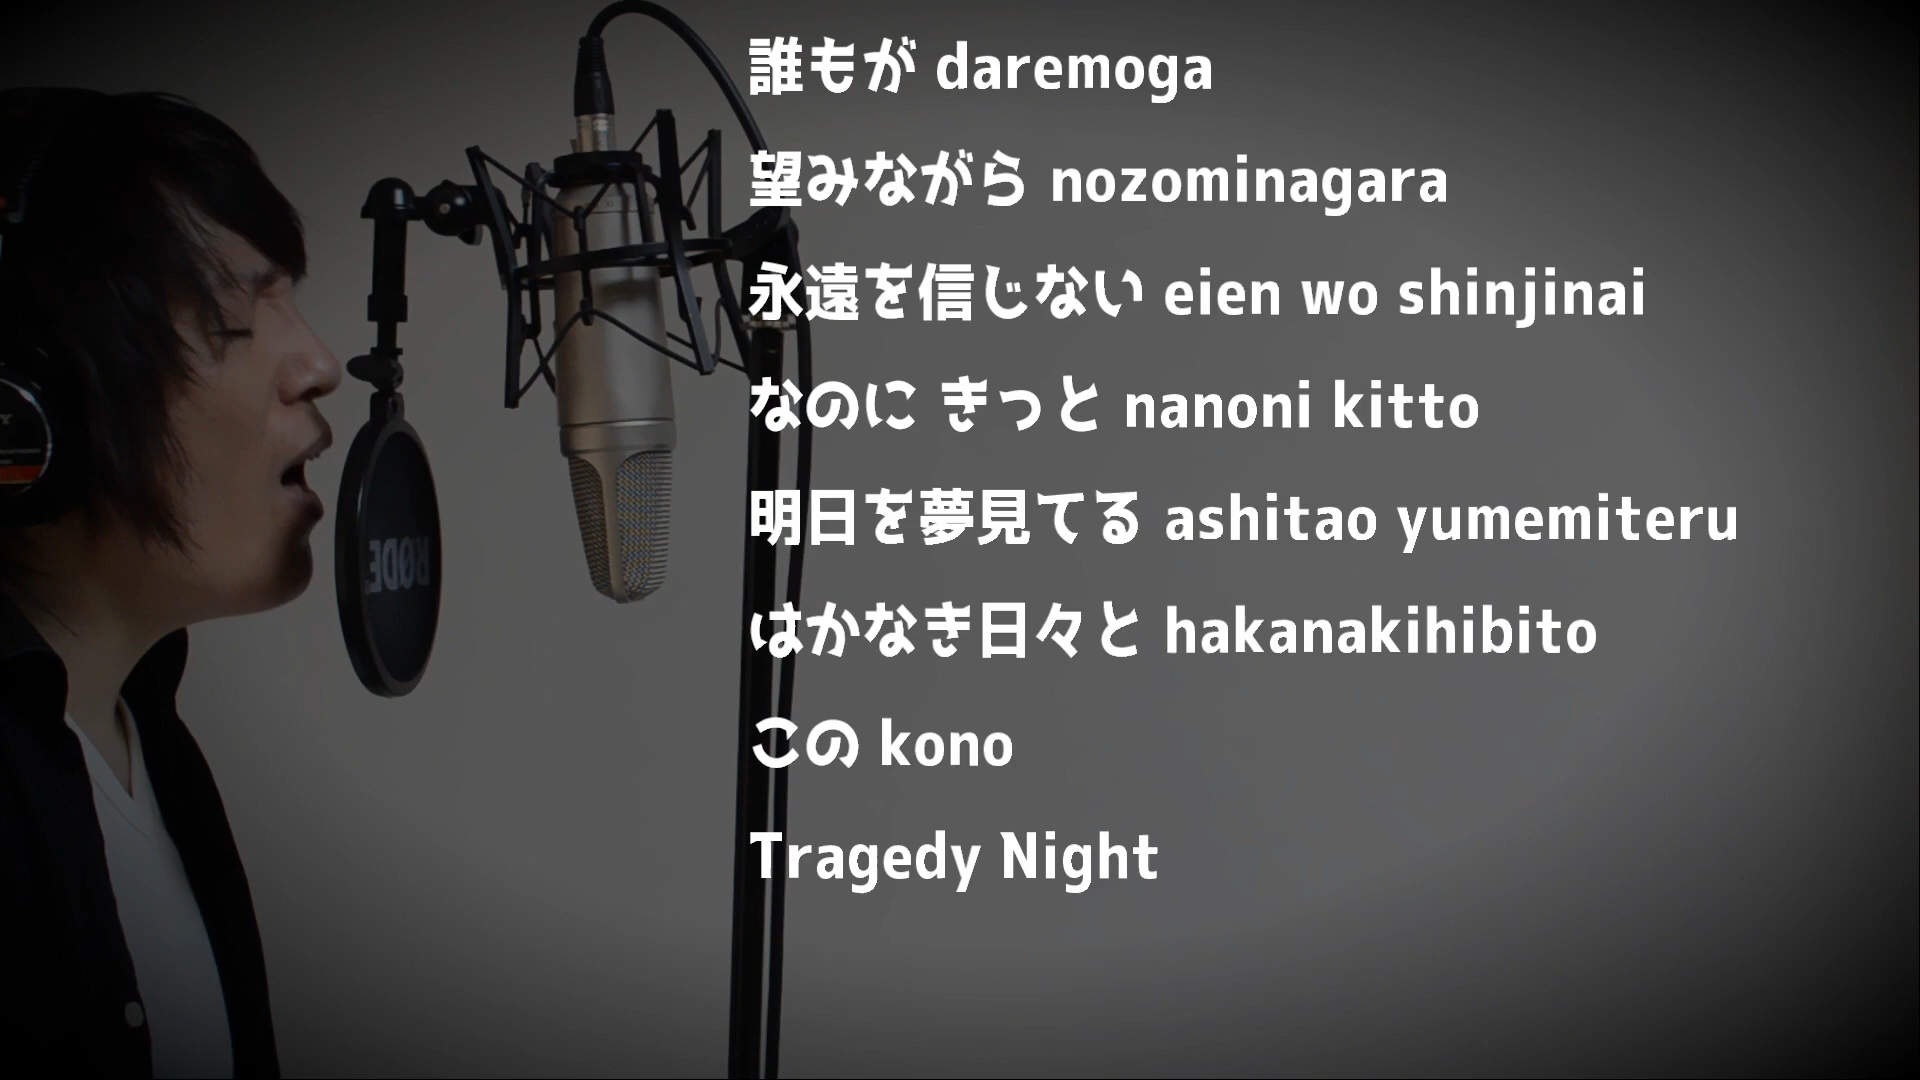 誰もが daremoga
望みながら nozominagara
永遠を信じない eien wo shinjinai
なのに きっと nanoni kitto
明日を夢見てる ashitao yumemiteru
はかなき日々と hakanakihibito
この kono
Tragedy Night
RØDE